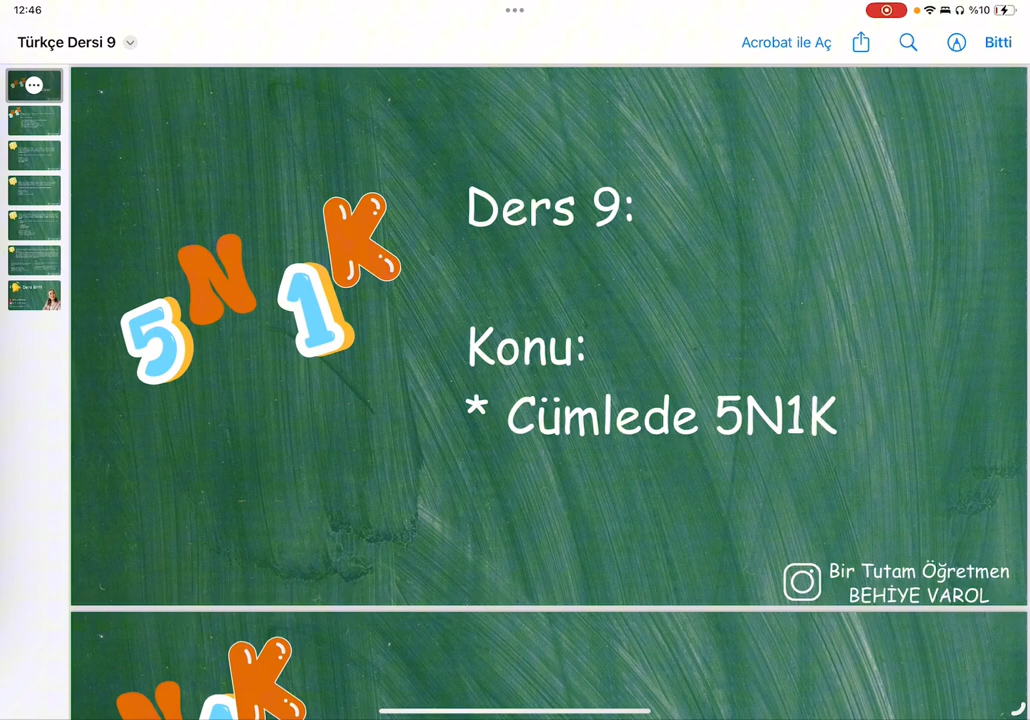 12:46
%10
Türkçe Dersi 9
Acrobat ile Aç
Bitti
5N1K
Ders 9:
Konu:
* Cümlede 5N1K
Bir Tutam Öğretmen
BEHİYE VAROL